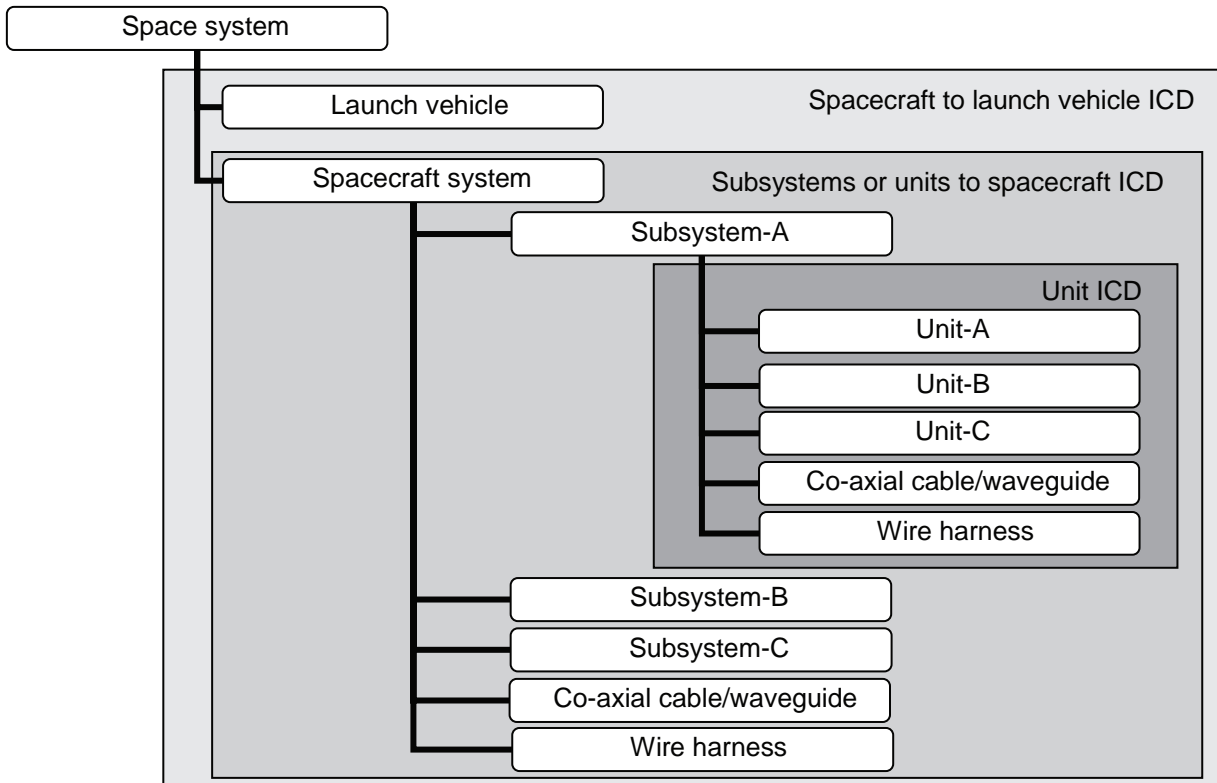 Space system
Launch vehicle
Spacecraft to launch vehicle ICD
Spacecraft system
Subsystems or units to spacecraft ICD
Subsystem-A
Unit ICD
Unit-A
Unit-B
Unit-C
Co-axial cable/waveguide
Wire harness
Subsystem-B
Subsystem-C
Co-axial cable/waveguide
Wire harness